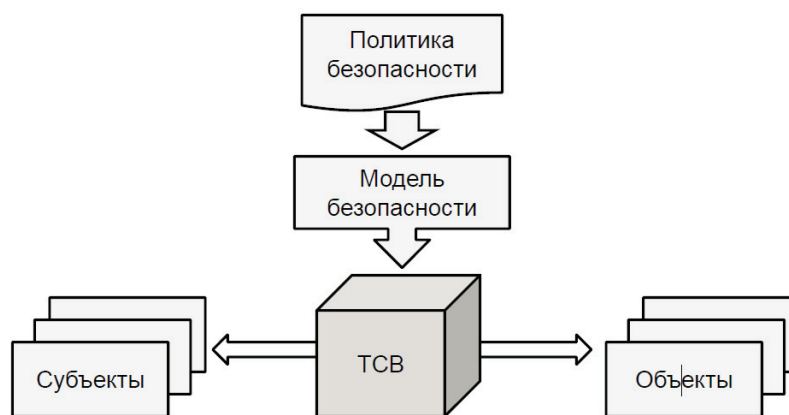 Политика
безопасности
Модель
безопасности
Субъекты
TCB
Объекты